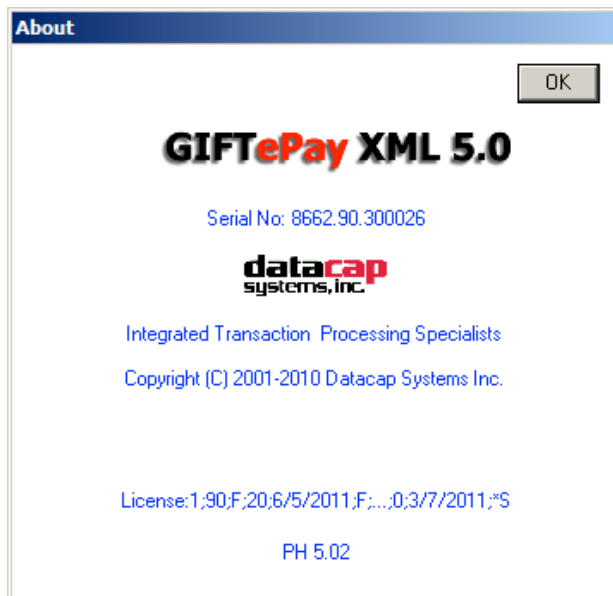 About
OK
GIFTePay XML 5.0
Serial No: 8662.90.300026
datacap
systems, inc.
Integrated Transaction  Processing Specialists
Copyright (C) 2001-2010 Datacap Systems Inc.
License:1;90;F;20;6/5/2011;F;...;0;3/7/2011;*S
PH 5.02